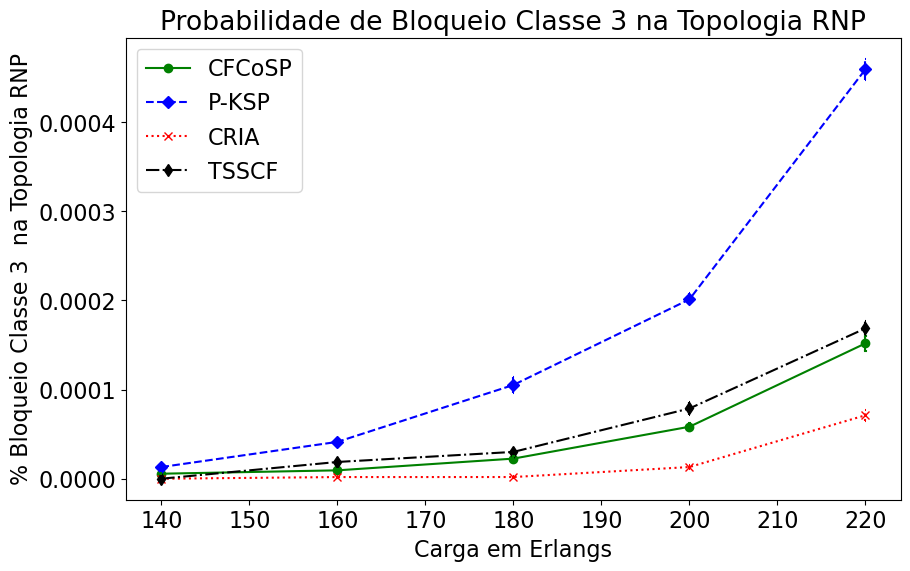 Probabilidade de Bloqueio Classe 3 na Topologia RNP
% Bloqueio Classe 3  na Topologia RNP
CFCoSP
P-KSP
CRIA
TSSCF
0.0004
0.0003
0.0002
0.0001
0.0000
140 150 160 170 180 190 200 210 220
Carga em Erlangs